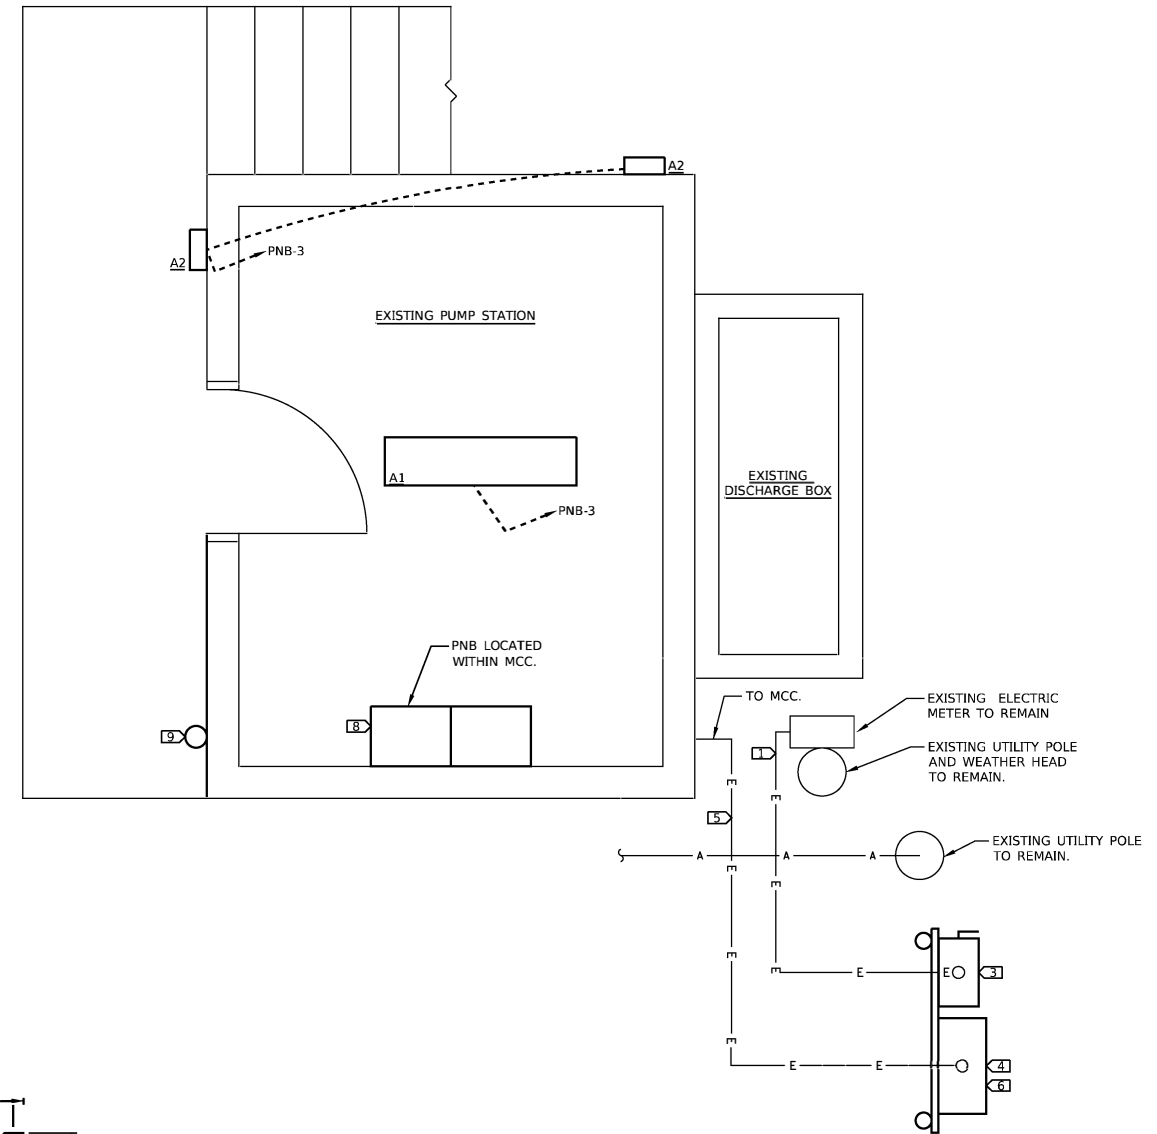 A2
A2
PNB-3
EXISTING PUMP STATION
A1
PNB-3
EXISTING
DISCHARGE BOX
PNB LOCATED
WITHIN MCC.
8
9
TO MCC.
EXISTING ELECTRIC
METER TO REMAIN
1
EXISTING UTILITY POLE
AND WEATHER HEAD
TO REMAIN.
E
E
5
EXISTING UTILITY POLE
TO REMAIN.
A
A
A
E
E
E
E
E
E
3
E
E
E
4
6